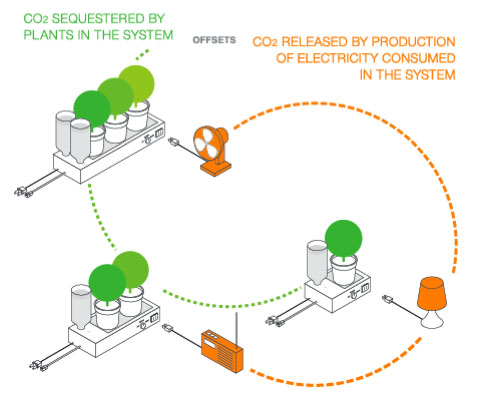 CO2 SEQUESTERED BY
PLANTS IN THE SYSTEM
OFFSETS
CO2 RELEASED BY PRODUCTION
OF ELECTRICITY CONSUMED
IN THE SYSTEM